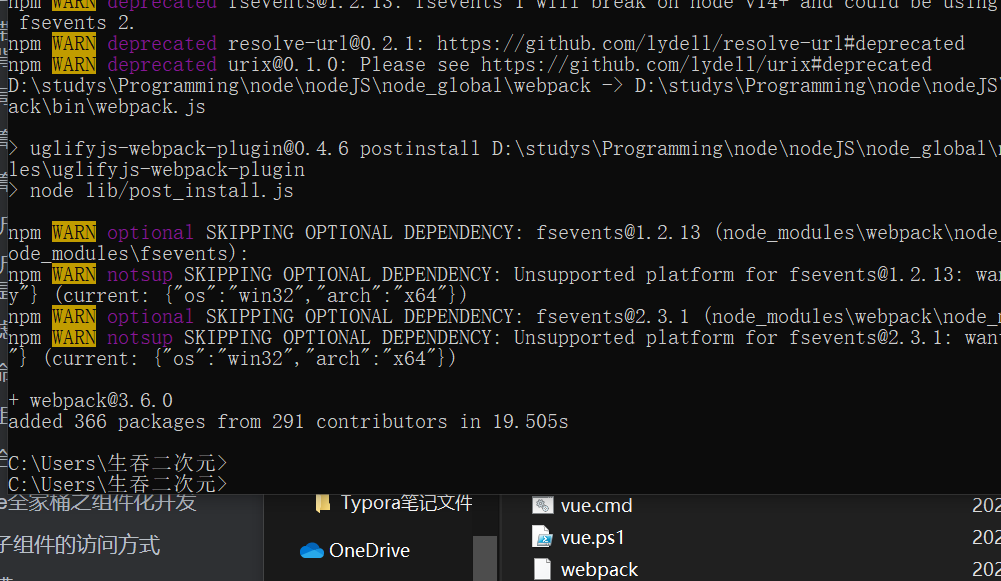 npm WARN deprecated fsevents@1.2.13: fsevents 1 will break on node v14+ and could be using
fsevents 2.
npm WARN deprecated resolve-url@0.2.1: https://github.com/lydell/resolve-url#deprecated
npm WARN deprecated urix@0.1.0: Please see https://github.com/lydell/urix#deprecated
D:\studys\Programming\node\nodeJS\node_global\webpack -> D:\studys\Programming\node\nodeJS
ack\bin\webpack.js
> uglifyjs-webpack-plugin@0.4.6 postinstall D:\studys\Programming\node\nodeJS\node_global\
les\uglifyjs-webpack-plugin
> node lib/post_install.js
npm WARN optional SKIPPING OPTIONAL DEPENDENCY: fsevents@1.2.13 (node_modules\webpack\node_
ode_modules\fsevents):
npm WARN notsup SKIPPING OPTIONAL DEPENDENCY: Unsupported platform for fsevents@1.2.13: wan
y"} (current: {"os":"win32","arch":"x64"})
npm WARN optional SKIPPING OPTIONAL DEPENDENCY: fsevents@2.3.1 (node_modules\webpack\node_m
npm WARN notsup SKIPPING OPTIONAL DEPENDENCY: Unsupported platform for fsevents@2.3.1: want
"} (current: {"os":"win32","arch":"x64"})
+ webpack@3.6.0
added 366 packages from 291 contributors in 19.505s
C:\Users\生吞二次元>
C:\Users\生吞二次元>
e全家桶之组件化开发
Typora笔记文件
vue.cmd
202
子组件的访问方式
OneDrive
vue.ps1
202
webpack
202